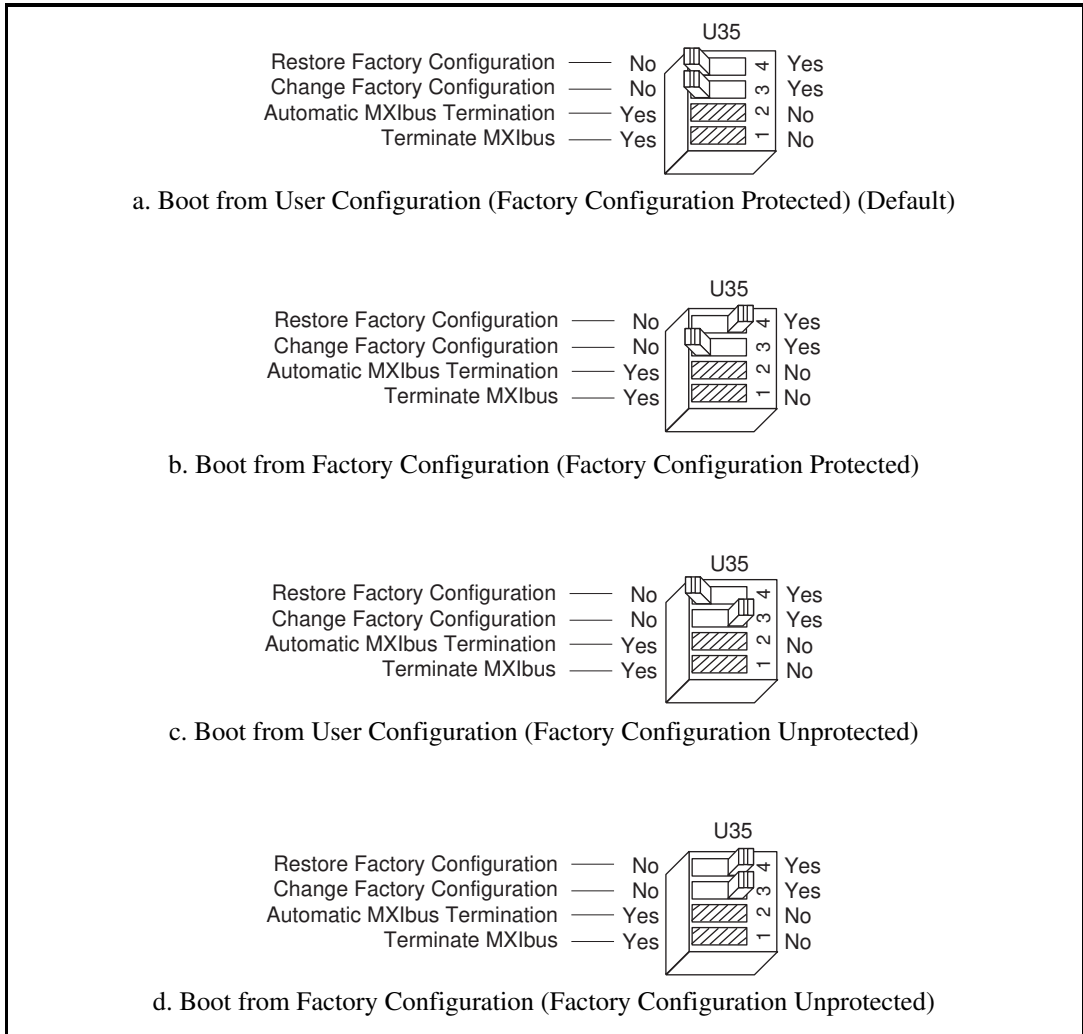 U35
Restore Factory Configuration No 4 Yes
Change Factory Configuration No 3 Yes
Automatic MXIbus Termination Yes 2 No
Terminate MXIbus Yes 1 No
a. Boot from User Configuration (Factory Configuration Protected) (Default)
U35
Restore Factory Configuration No 4 Yes
Change Factory Configuration No 3 Yes
Automatic MXIbus Termination Yes 2 No
Terminate MXIbus Yes 1 No
b. Boot from Factory Configuration (Factory Configuration Protected)
U35
Restore Factory Configuration No 4 Yes
Change Factory Configuration No 3 Yes
Automatic MXIbus Termination Yes 2 No
Terminate MXIbus Yes 1 No
c. Boot from User Configuration (Factory Configuration Unprotected)
U35
Restore Factory Configuration No 4 Yes
Change Factory Configuration No 3 Yes
Automatic MXIbus Termination Yes 2 No
Terminate MXIbus Yes 1 No
d. Boot from Factory Configuration (Factory Configuration Unprotected)